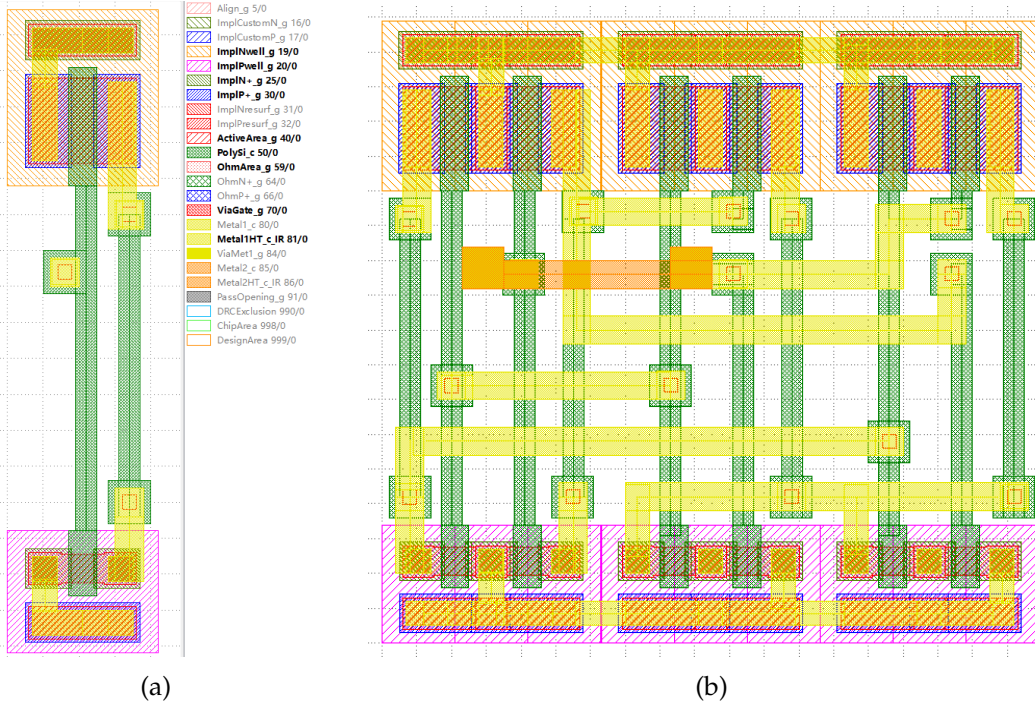 Align_g 5/0
ImplCustomN_g 16/0
ImplCustomP_g 17/0
ImplNwell_g 19/0
ImplPwell_g 20/0
ImplN+_g 25/0
ImplP+_g 30/0
ImplNresurf_g 31/0
ImplPresurf_g 32/0
ActiveArea_g 40/0
PolySi_c 50/0
OhmArea_g 59/0
OhmN+_g 64/0
OhmP+_g 66/0
ViaGate_g 70/0
Metal1_c 80/0
Metal1HT_c_IR 81/0
ViaMet1_g 84/0
Metal2_c 85/0
Metal2HT_c_IR 86/0
PassOpening_g 91/0
DRCExclusion 990/0
ChipArea 998/0
DesignArea 999/0
(a)
(b)